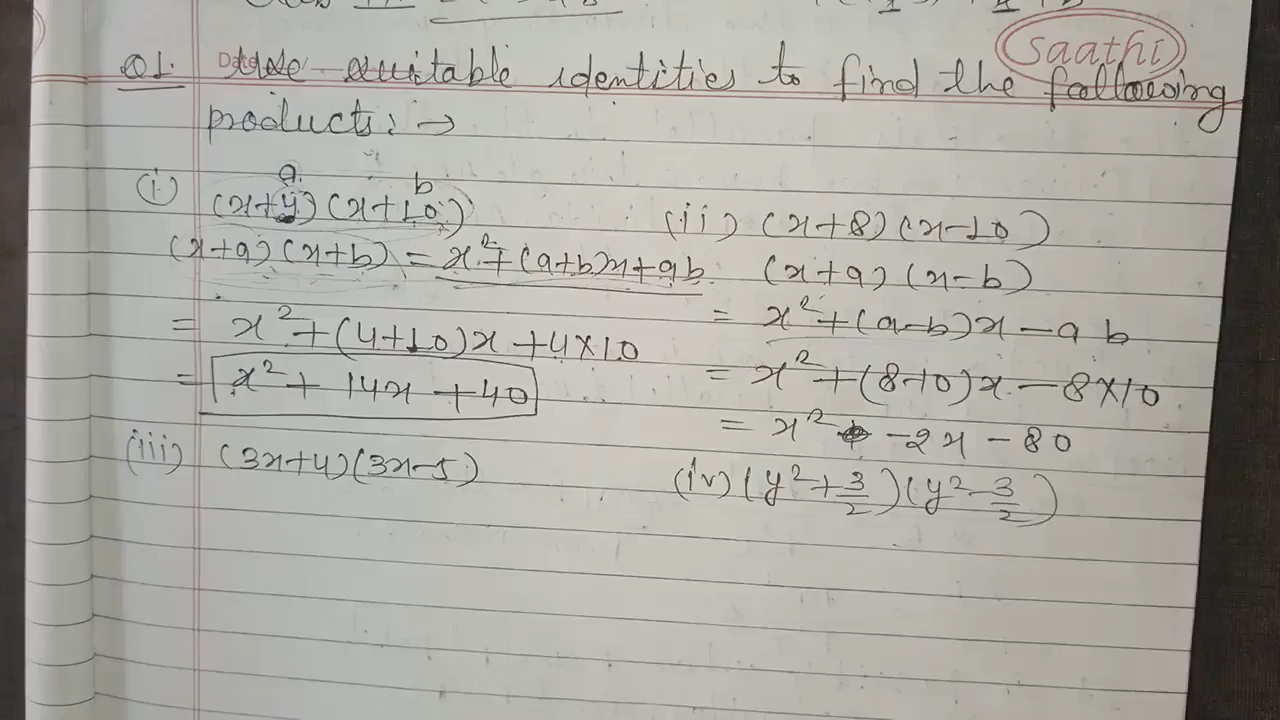 Saathi
Date
Q1. Use suitable identities to find the following
products:→
(i) (x+4)(x+10)
a b
(x+a)(x+b) = x²+(a+b)x+ab
= x²+(4+10)x+4×10
= x²+14x+40
(ii) (x+8)(x-10)
(x+a)(x-b)
= x²+(a-b)x-ab
= x²+(8-10)x-8×10
= x² -2x-80
(iii) (3x+4)(3x-5)
(iv) (y²+3/2)(y²-3/2)